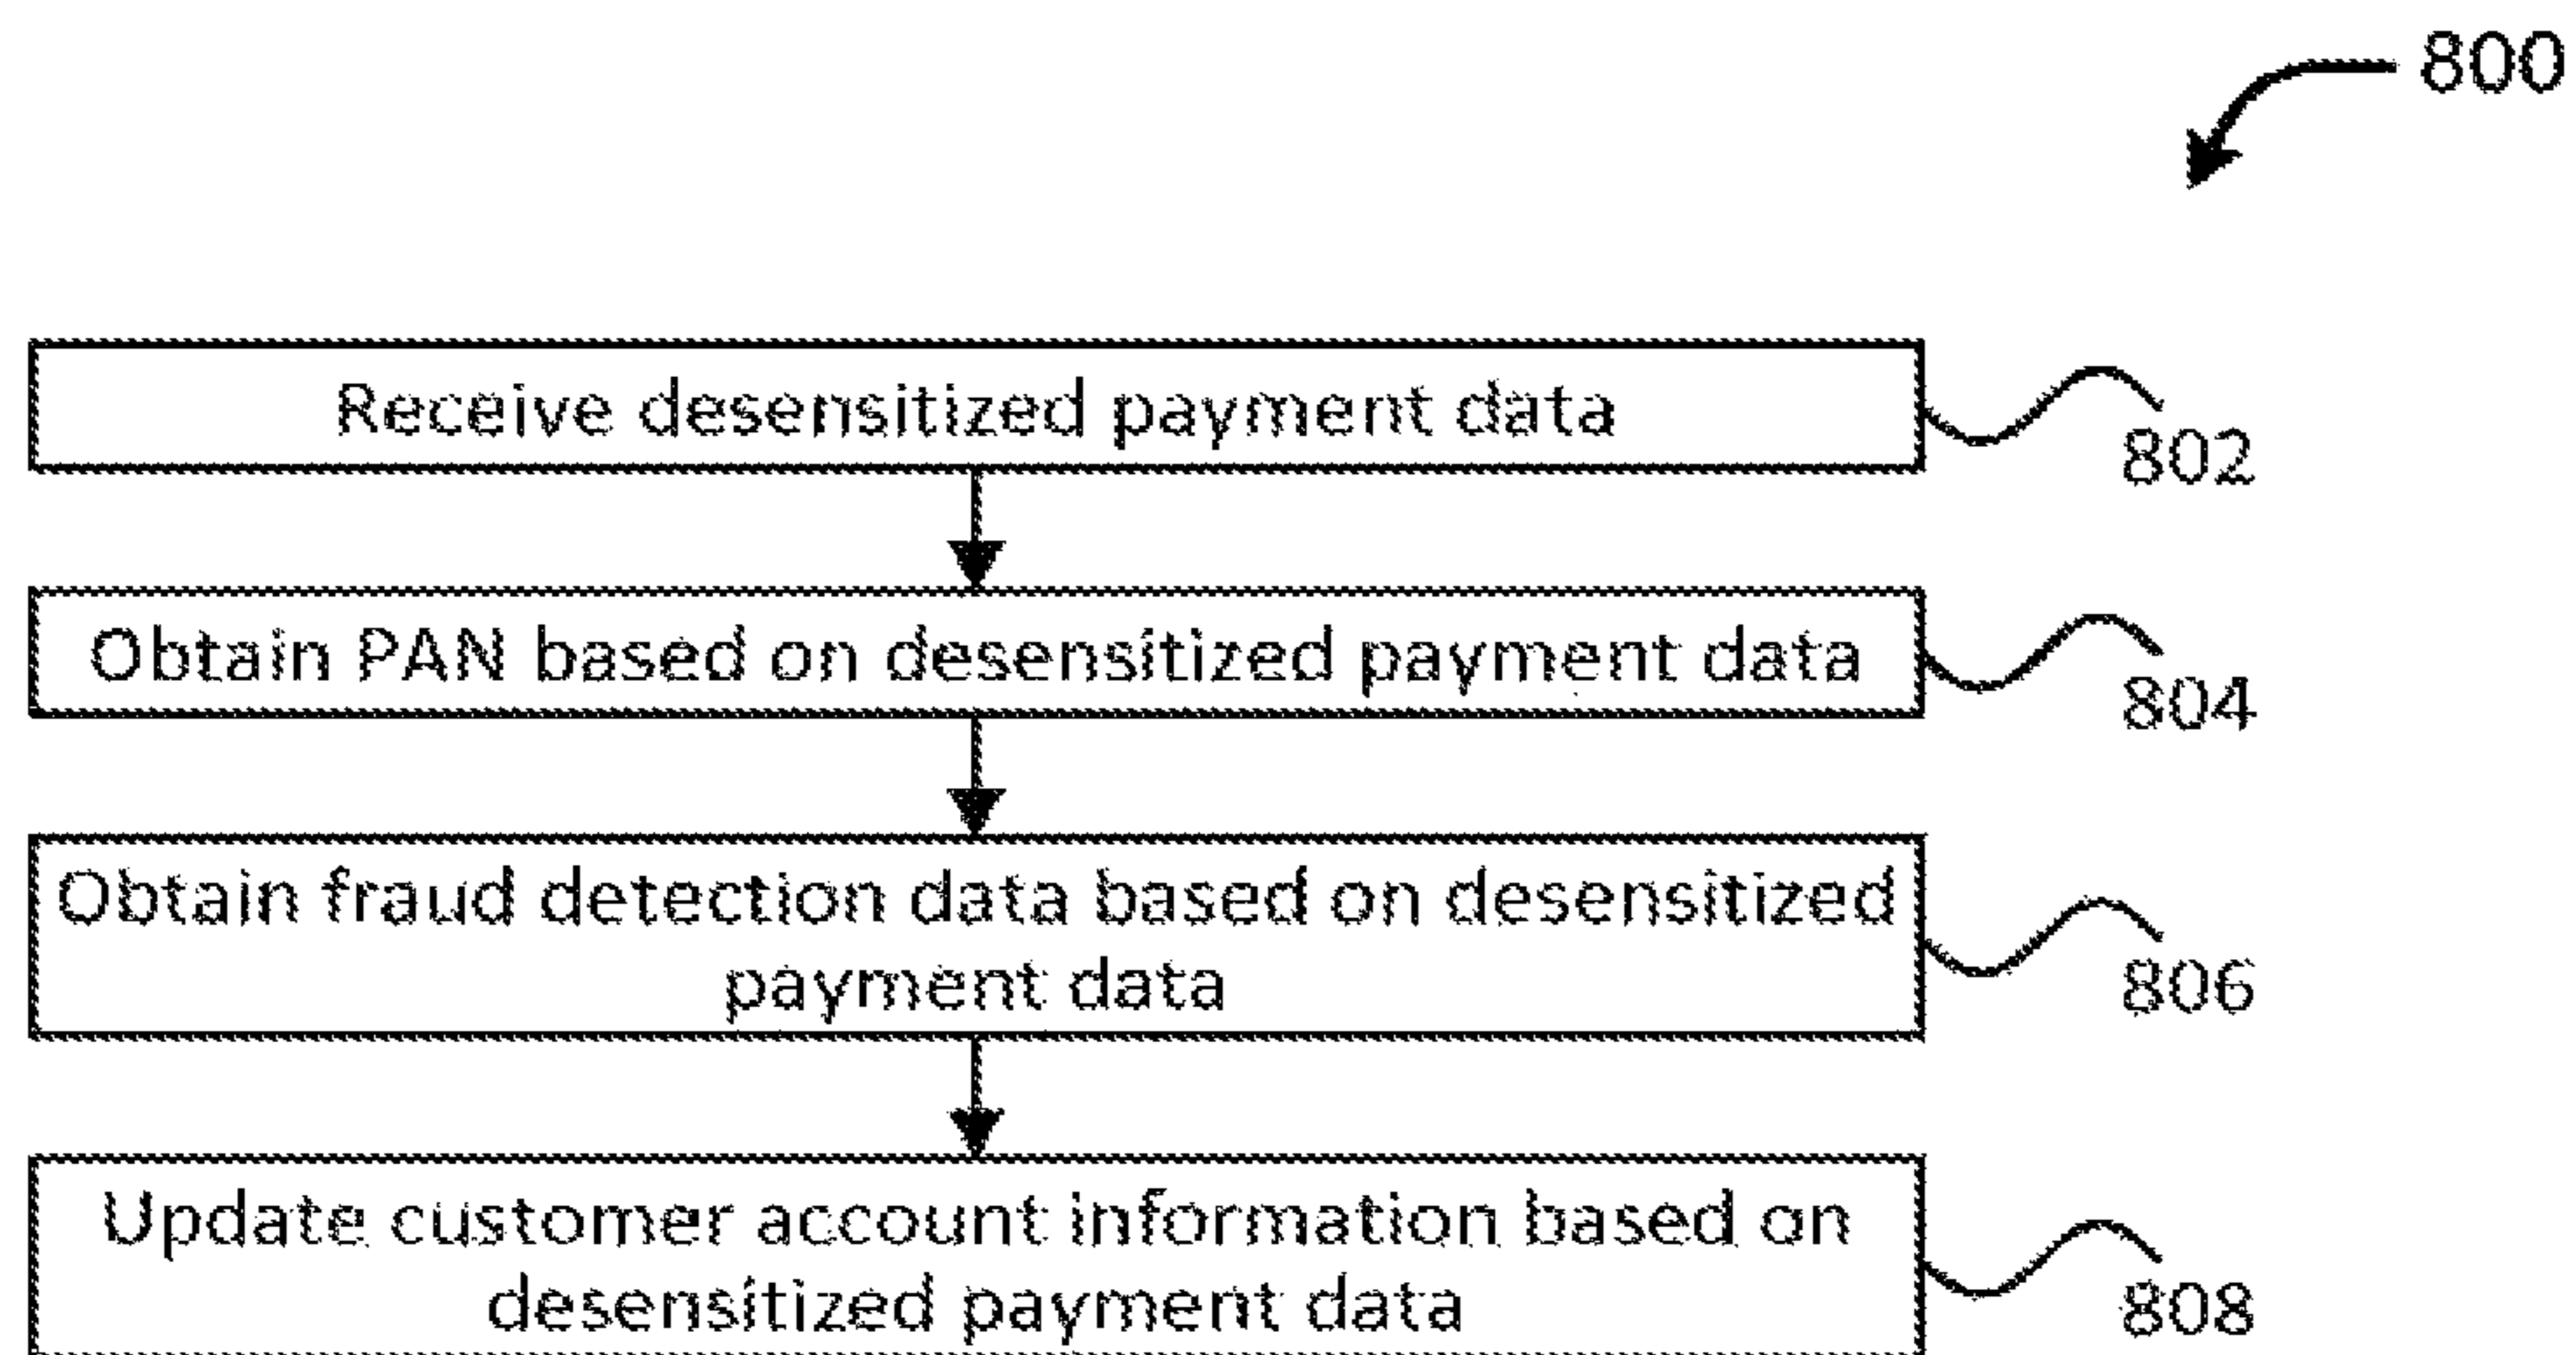 800
Receive desensitized payment data
802
Obtain PAN based on desensitized payment data
804
Obtain fraud detection data based on desensitized
payment data
806
Update customer account information based on
desensitized payment data
808